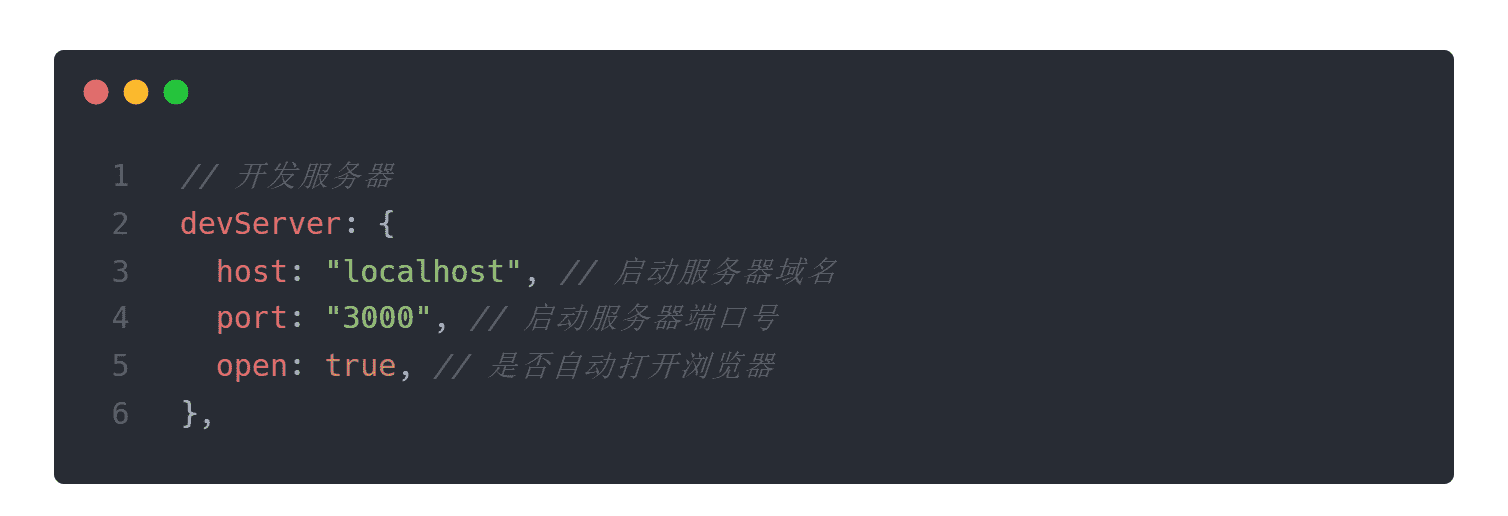 1 // 开发服务器
2 devServer: {
3   host: "localhost", // 启动服务器域名
4   port: "3000", // 启动服务器端口号
5   open: true, // 是否自动打开浏览器
6 },